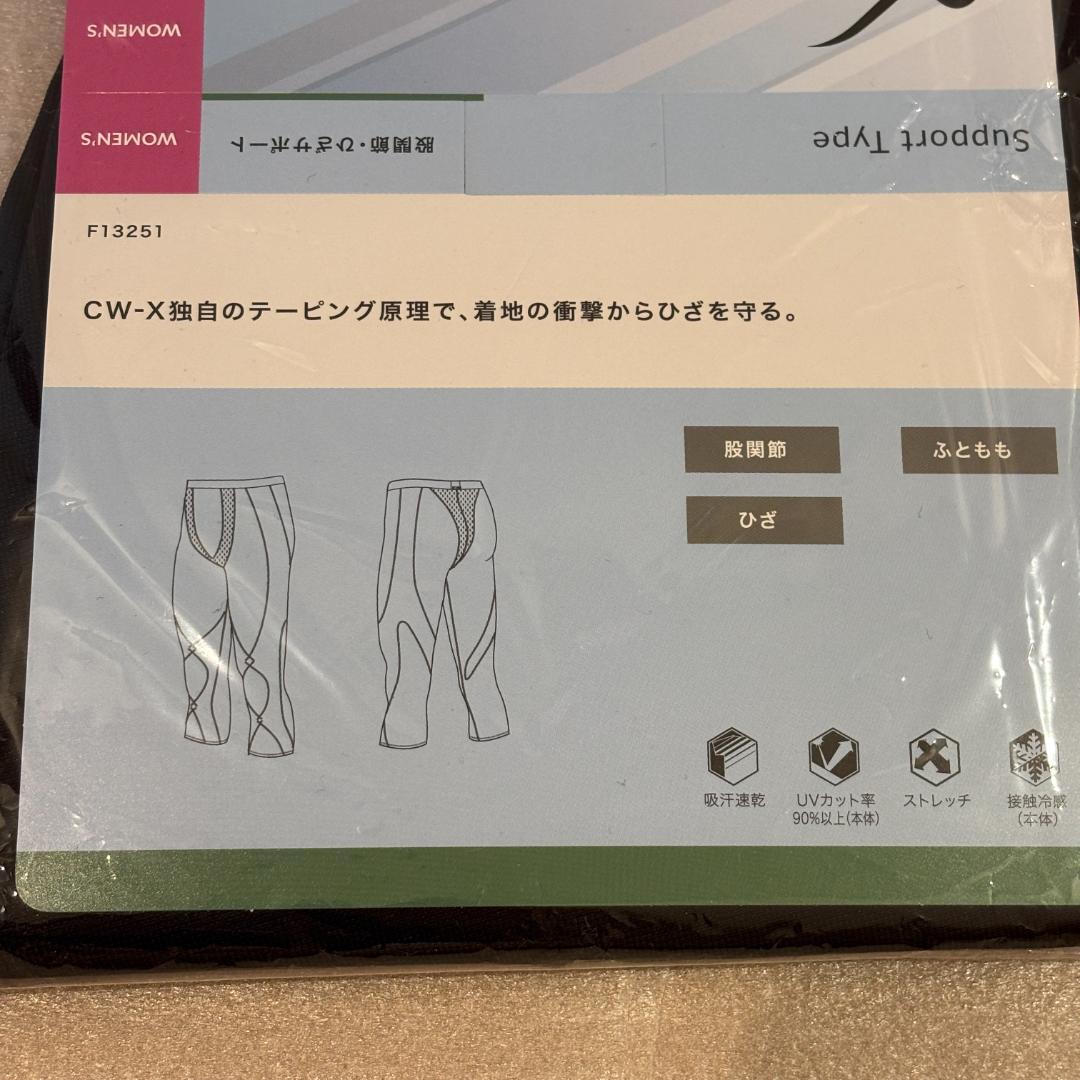 WOMEN'S
WOMEN'S
股関節・ひざサポート
Support Type
F13251
CW-X独自のテーピング原理で、着地の衝撃からひざを守る。
股関節
ふともも
ひざ
吸汗速乾
UVカット率
90%以上(本体)
ストレッチ
接触冷感
(本体)